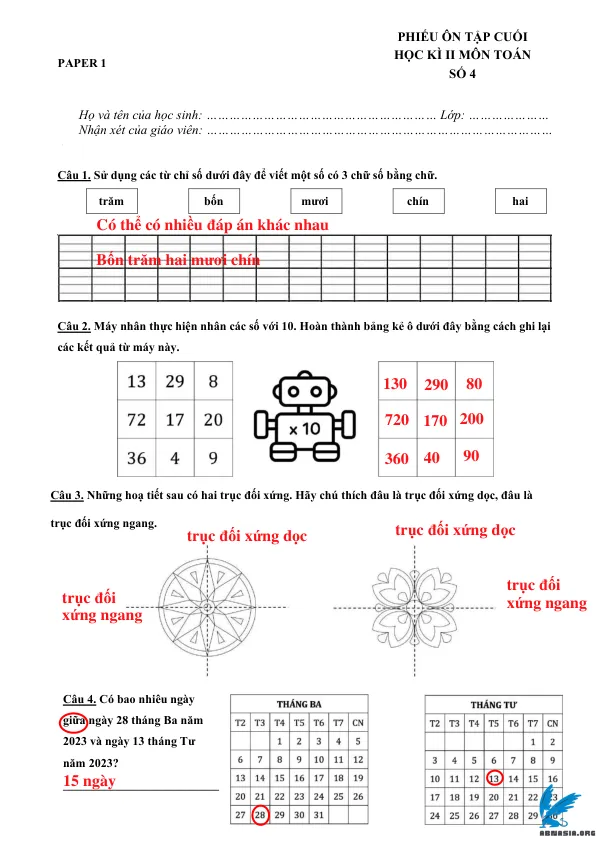 PHIẾU ÔN TẬP CUỐI
HỌC KÌ II MÔN TOÁN
SỐ 4
PAPER 1
Họ và tên của học sinh: ……………………………………………………… Lớp: …………………
Nhận xét của giáo viên: …………………………………………………………………………………
Câu 1. Sử dụng các từ chỉ số dưới đây để viết một số có 3 chữ số bằng chữ.
trăm bốn mươi chín hai
Có thể có nhiều đáp án khác nhau
Bốn trăm hai mươi chín
Câu 2. Máy nhân thực hiện nhân các số với 10. Hoàn thành bảng kẻ ô dưới đây bằng cách ghi lại
các kết quả từ máy này.
13 29 8
72 17 20
36 4 9
x 10
130 290 80
720 170 200
360 40 90
Câu 3. Những hoạ tiết sau có hai trục đối xứng. Hãy chú thích đâu là trục đối xứng dọc, đâu là
trục đối xứng ngang.
trục đối xứng dọc
trục đối
xứng ngang
trục đối xứng dọc
trục đối
xứng ngang
Câu 4. Có bao nhiêu ngày
giữa ngày 28 tháng Ba năm
2023 và ngày 13 tháng Tư
năm 2023?
15 ngày
THÁNG BA
T2 T3 T4 T5 T6 T7 CN
1 2 3 4 5
6 7 8 9 10 11 12
13 14 15 16 17 18 19
20 21 22 23 24 25 26
27 28 29 30 31
THÁNG TƯ
T2 T3 T4 T5 T6 T7 CN
1 2
3 4 5 6 7 8 9
10 11 12 13 14 15 16
17 18 19 20 21 22 23
24 25 26 27 28 29 30
ABNASIA.ORG